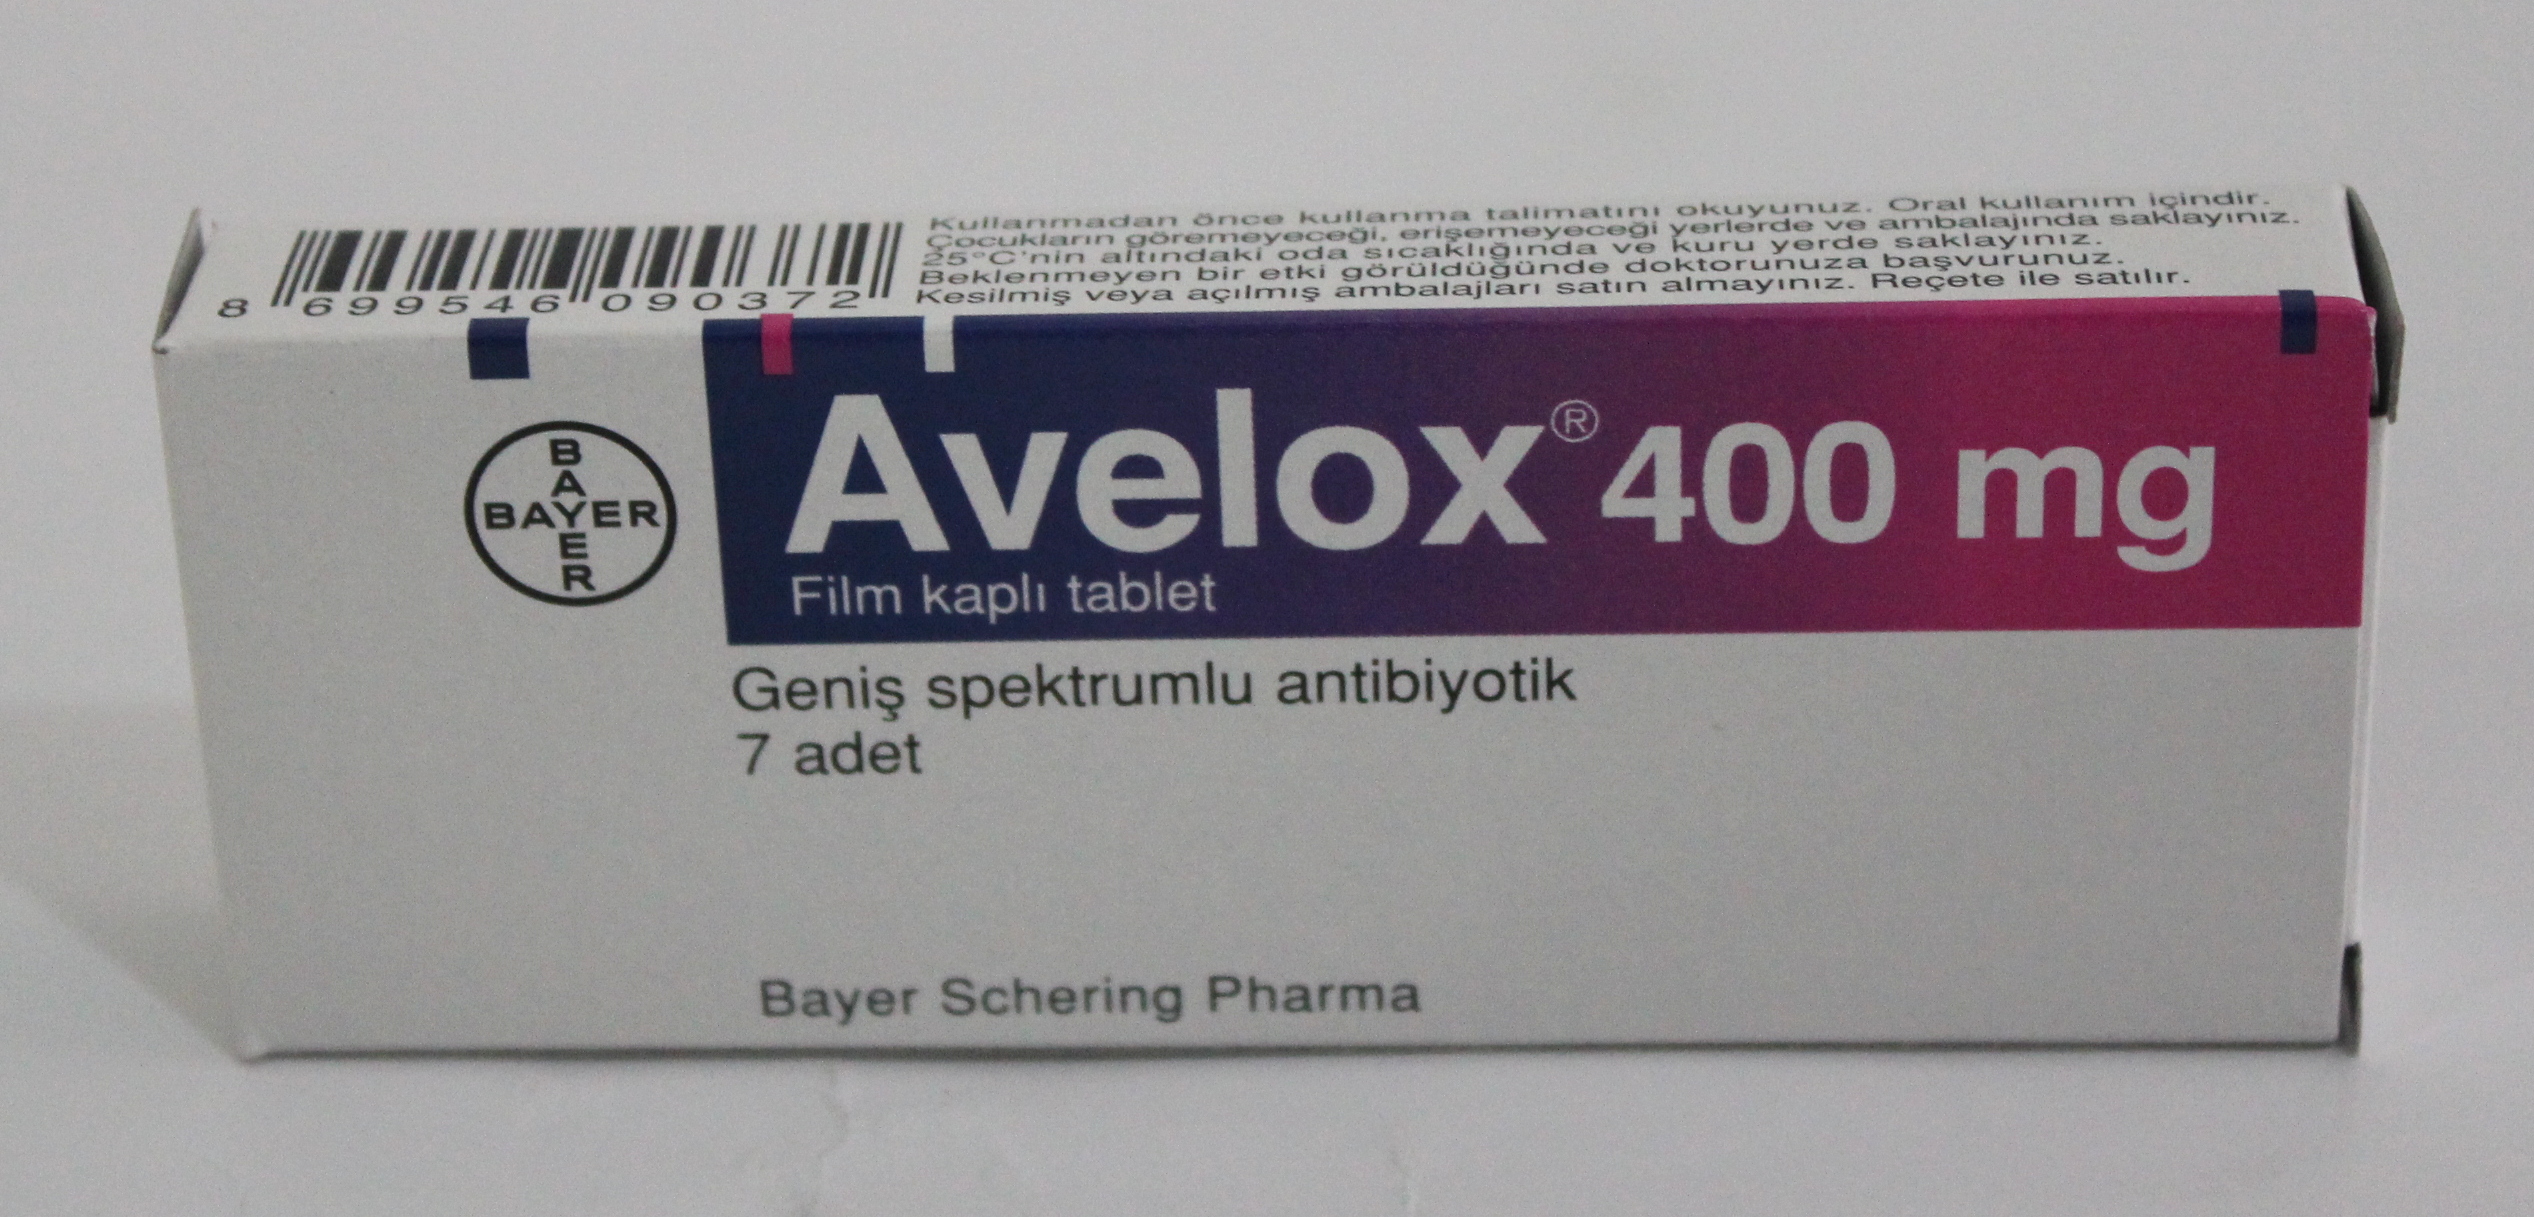 Kullanmadan önce kullanma talimatını okuyunuz. Oral kullanım içindir.
Çocukların göremeyeceği, erişemeyeceği yerlerde ve ambalajında saklayınız.
25°C'nin altındaki oda sıcaklığında ve kuru yerde saklayınız.
Beklenmeyen bir etki görüldüğünde doktorunuza başvurunuz.
Kesilmiş veya açılmış ambalajları satın almayınız. Reçete ile satılır.
8 699546 090372
BAYER
BAYER
Avelox® 400 mg
Film kaplı tablet
Geniş spektrumlu antibiyotik
7 adet
Bayer Schering Pharma